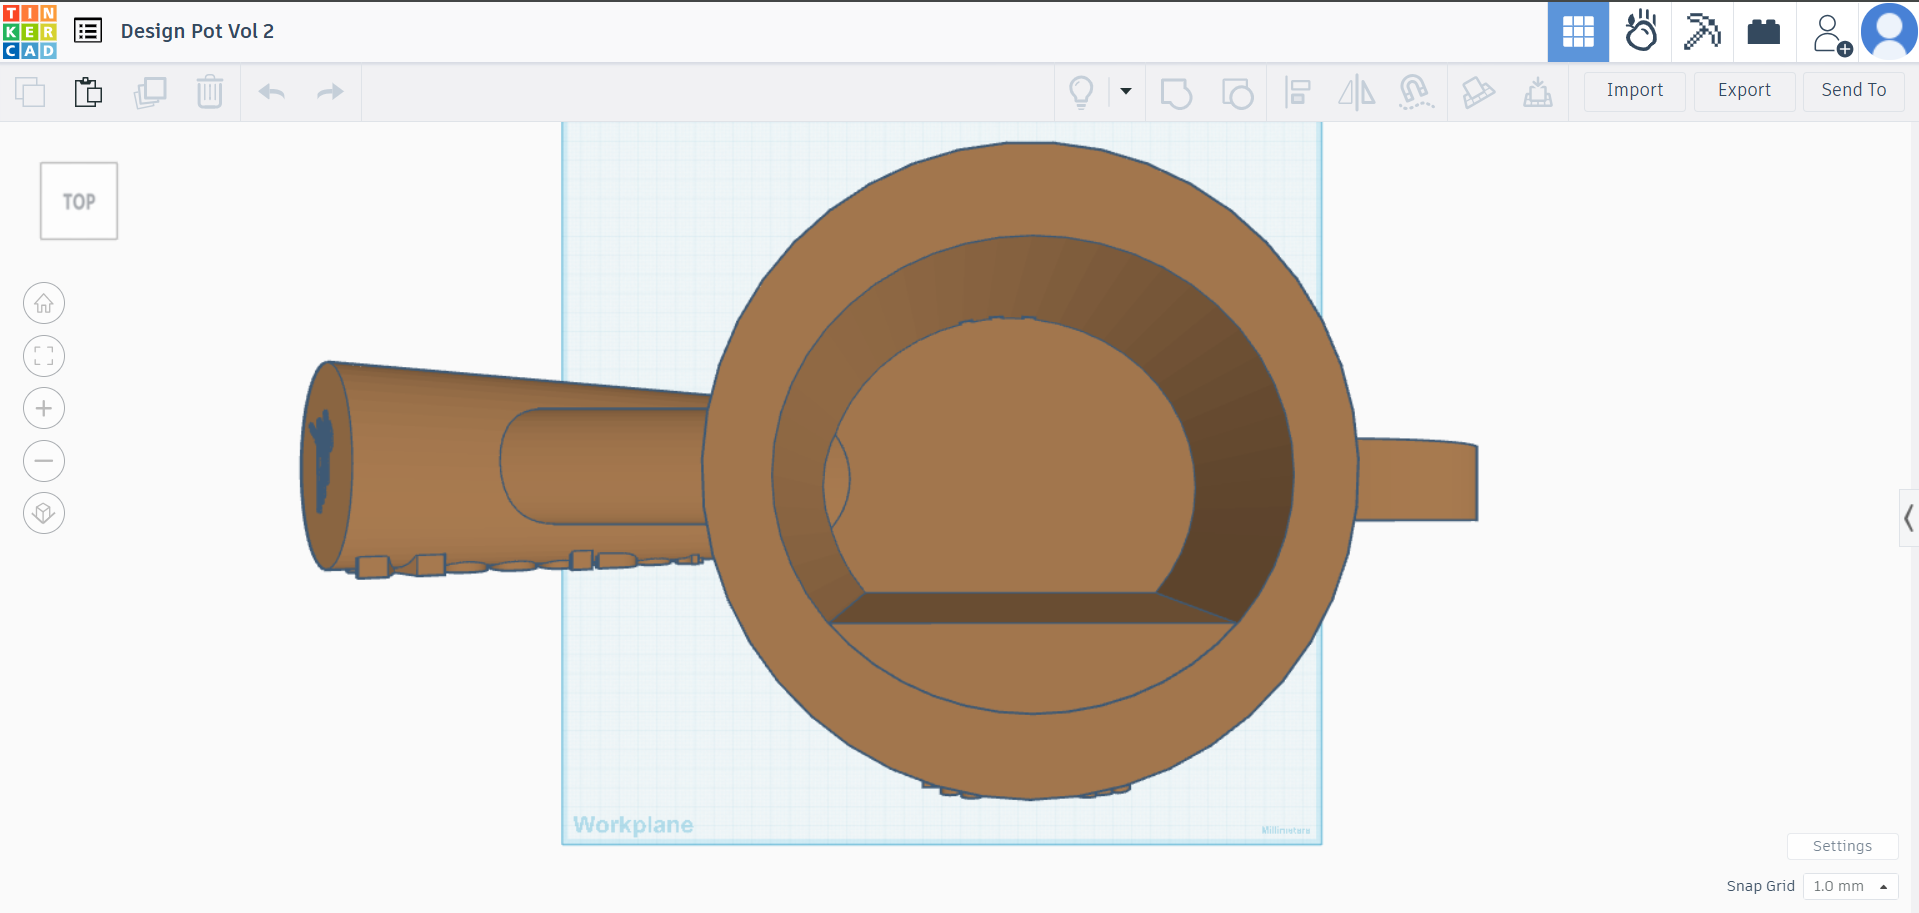 TIN
KER
CAD
Design Pot Vol 2
Import
Export
Send To
TOP
Workplane
Millimeters
Settings
Snap Grid 1.0 mm